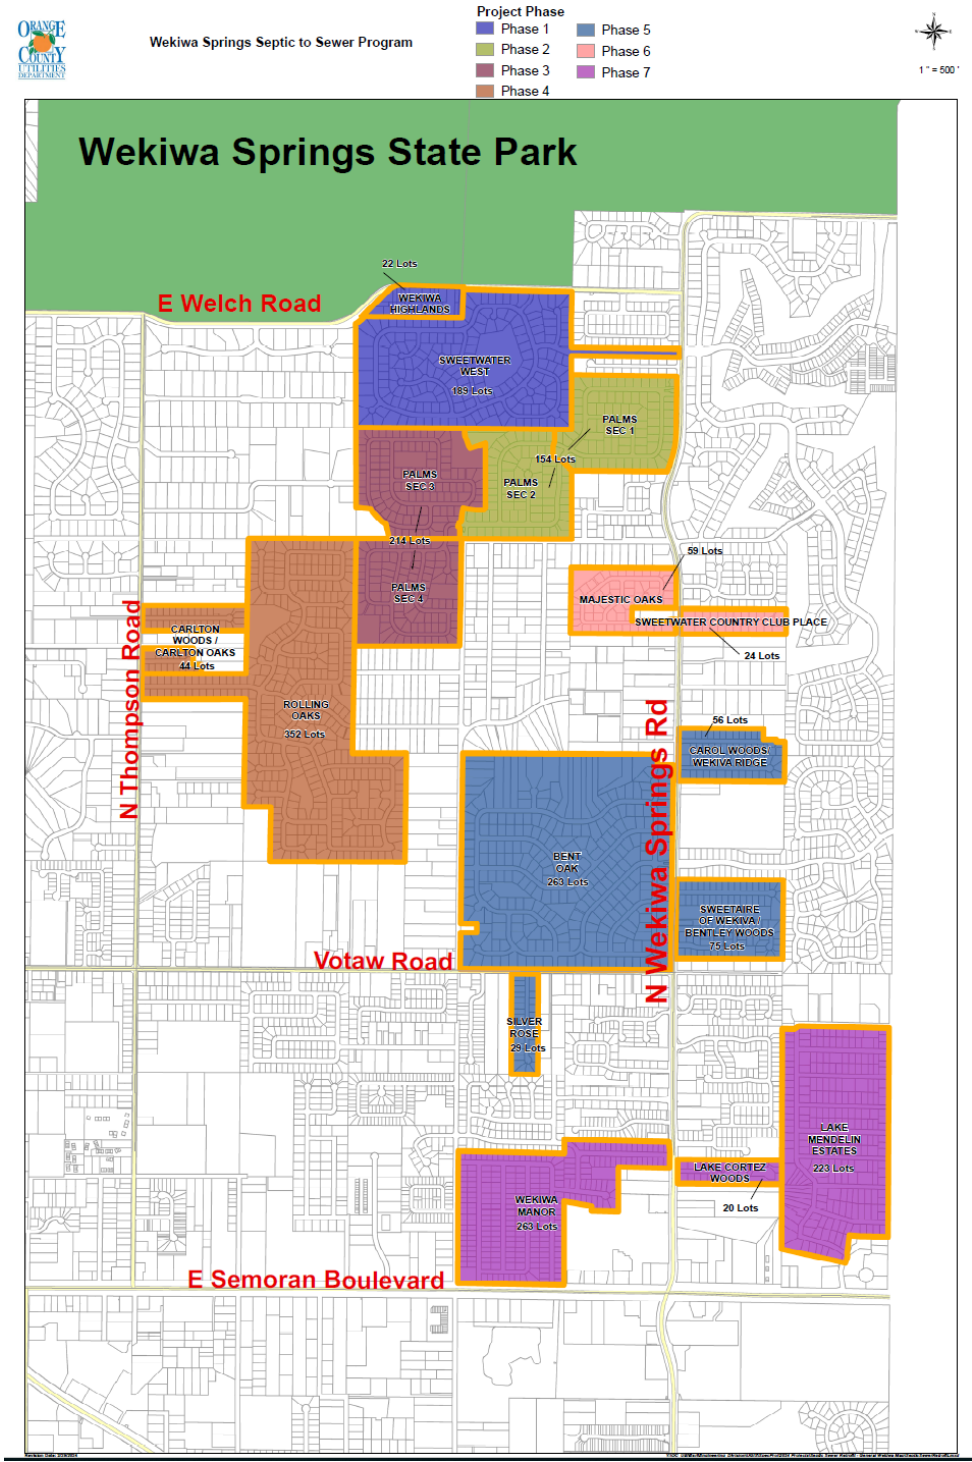 ORANGE
COUNTY
UTILITIES
DEPARTMENT
Wekiwa Springs Septic to Sewer Program
Project Phase
Phase 1
Phase 2
Phase 3
Phase 4
Phase 5
Phase 6
Phase 7
1 " = 500 '
Wekiwa Springs State Park
22 Lots
E Welch Road
WEKIWA
HIGHLANDS
SWEETWATER
WEST
189 Lots
PALMS
SEC 1
154 Lots
PALMS
SEC 3
PALMS
SEC 2
214 Lots
59 Lots
PALMS
SEC 4
MAJESTIC OAKS
SWEETWATER COUNTRY CLUB PLACE
24 Lots
N Thompson Road
CARLTON
WOODS /
CARLTON OAKS
44 Lots
ROLLING
OAKS
352 Lots
N Wekiwa Springs Rd
56 Lots
CAROL WOODS/
WEKIVA RIDGE
BENT
OAK
263 Lots
SWEETAIRE
OF WEKIVA /
BENTLEY WOODS
75 Lots
Votaw Road
SILVER
ROSE
29 Lots
LAKE
MENDELIN
ESTATES
223 Lots
LAKE CORTEZ
WOODS
20 Lots
WEKIWA
MANOR
263 Lots
E Semoran Boulevard